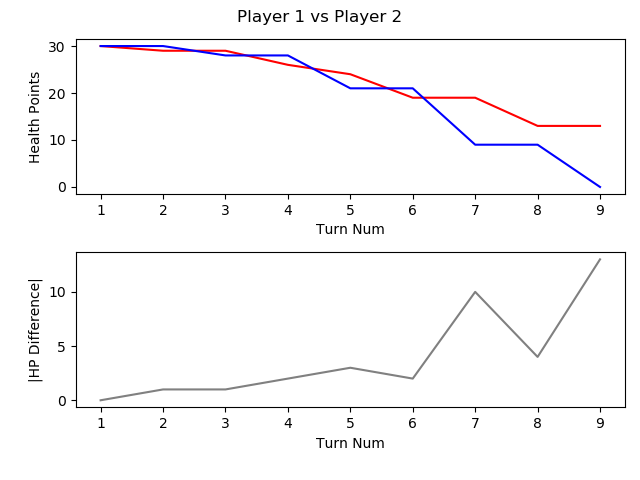 Player 1 vs Player 2
30
20
10
0
Health Points
1 2 3 4 5 6 7 8 9
Turn Num
10
5
0
|HP Difference|
1 2 3 4 5 6 7 8 9
Turn Num